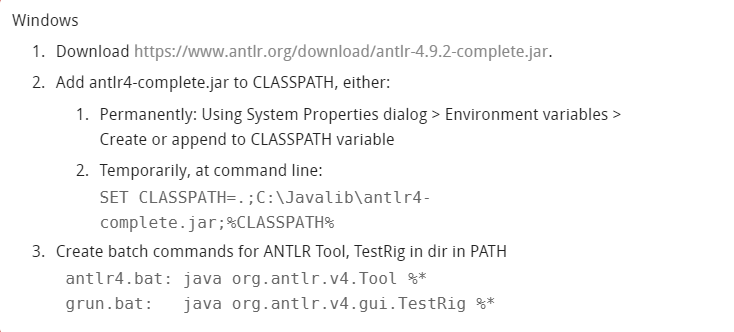 Windows
1. Download https://www.antlr.org/download/antlr-4.9.2-complete.jar.
2. Add antlr4-complete.jar to CLASSPATH, either:
1. Permanently: Using System Properties dialog > Environment variables >
Create or append to CLASSPATH variable
2. Temporarily, at command line:
SET CLASSPATH=.;C:\Javalib\antlr4-
complete.jar;%CLASSPATH%
3. Create batch commands for ANTLR Tool, TestRig in dir in PATH
antlr4.bat: java org.antlr.v4.Tool %*
grun.bat:   java org.antlr.v4.gui.TestRig %*